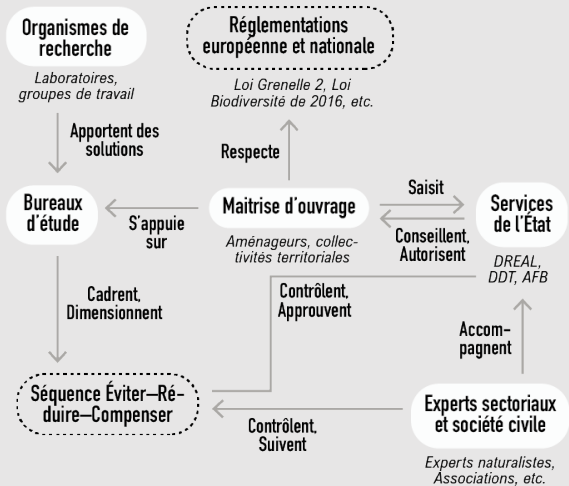 Organismes de
recherche
Laboratoires,
groupes de travail
Réglementations
européenne et nationale
Loi Grenelle 2, Loi
Biodiversité de 2016, etc.
Apportent des
solutions
Respecte
Bureaux
d'étude
S'appuie
sur
Maitrise d'ouvrage
Aménageurs, collec-
tivités territoriales
Saisit
Conseillent,
Autorisent
Services
de l'État
DREAL,
DDT, AFB
Cadrent,
Dimensionnent
Contrôlent,
Approuvent
Accom-
pagnent
Séquence Éviter—Ré-
duire—Compenser
Contrôlent,
Suivent
Experts sectoriaux
et société civile
Experts naturalistes,
Associations, etc.